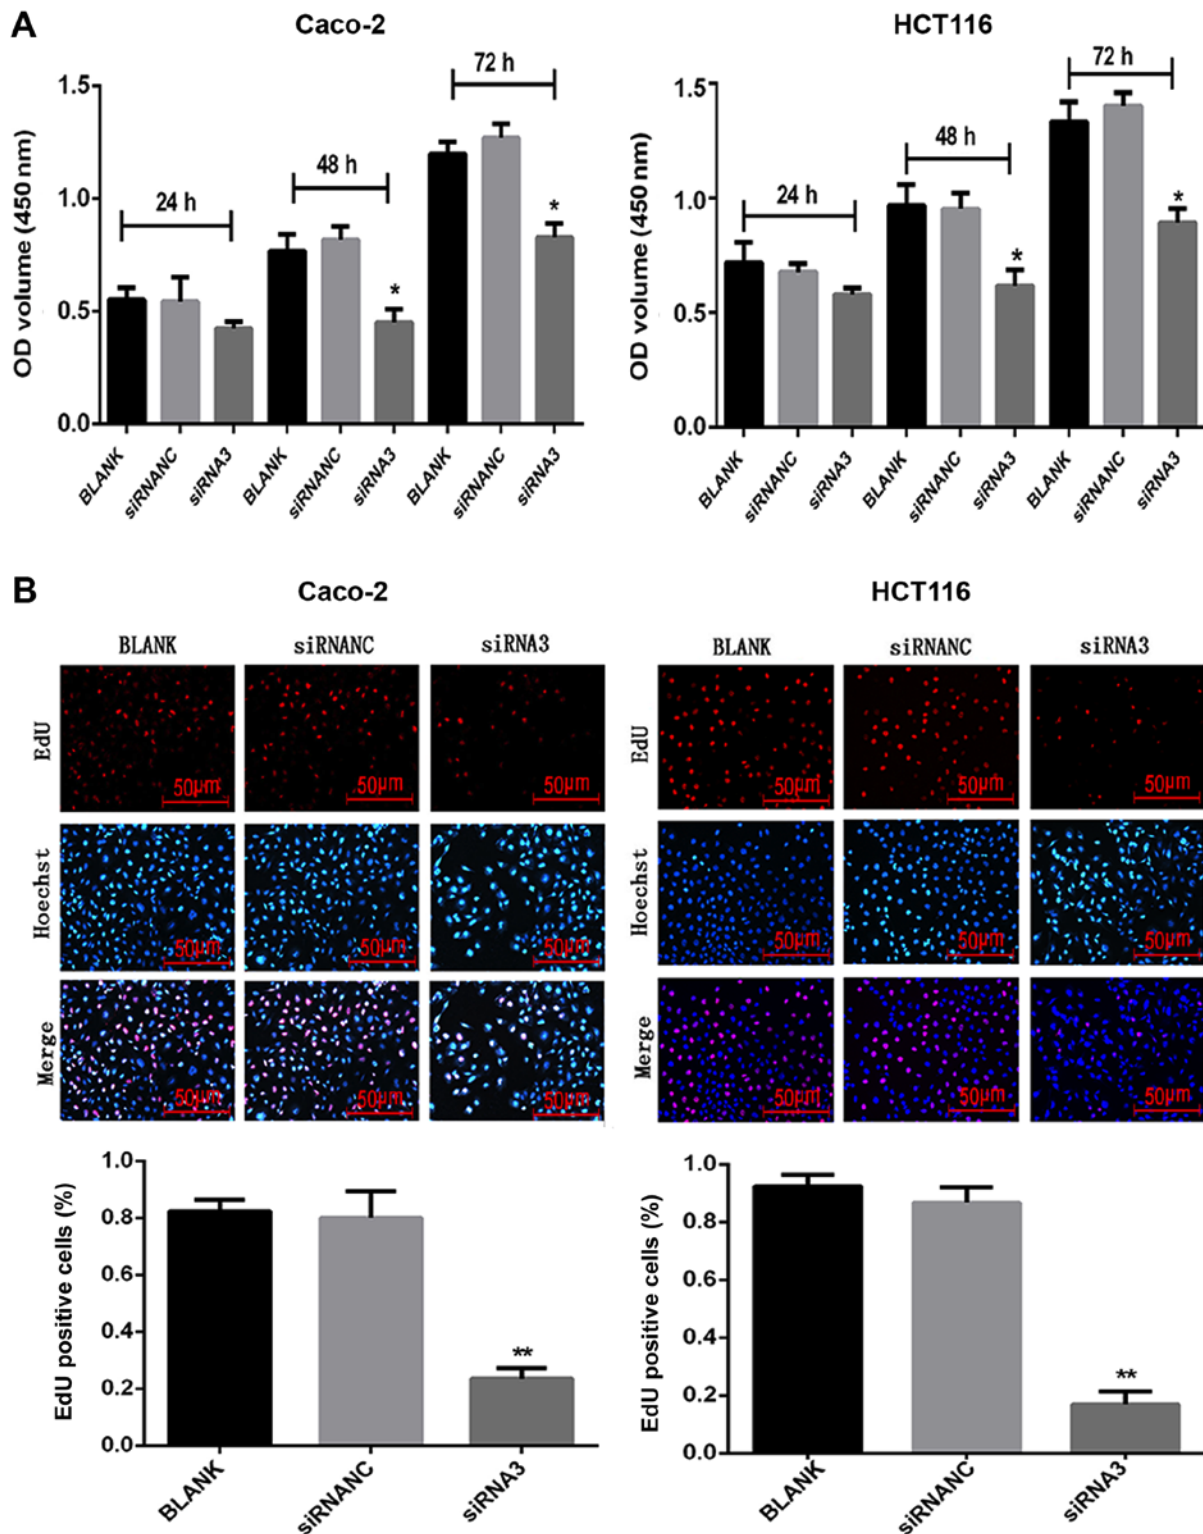 A
Caco-2
HCT116
OD volume (450 nm)
1.5
1.0
0.5
0.0
24 h
48 h
72 h
*
*
BLANK
siRNANC
siRNA3
BLANK
siRNANC
siRNA3
BLANK
siRNANC
siRNA3
OD volume (450 nm)
1.5
1.0
0.5
0.0
24 h
48 h
72 h
*
*
BLANK
siRNANC
siRNA3
BLANK
siRNANC
siRNA3
BLANK
siRNANC
siRNA3
B
Caco-2
HCT116
BLANK siRNANC siRNA3
EdU
50μm 50μm 50μm
Hoechst
50μm 50μm 50μm
Merge
50μm 50μm 50μm
BLANK siRNANC siRNA3
EdU
50μm 50μm 50μm
Hoechst
50μm 50μm 50μm
Merge
50μm 50μm 50μm
EdU positive cells (%)
1.0
0.8
0.6
0.4
0.2
0.0
**
BLANK
siRNANC
siRNA3
EdU positive cells (%)
1.0
0.8
0.6
0.4
0.2
0.0
**
BLANK
siRNANC
siRNA3